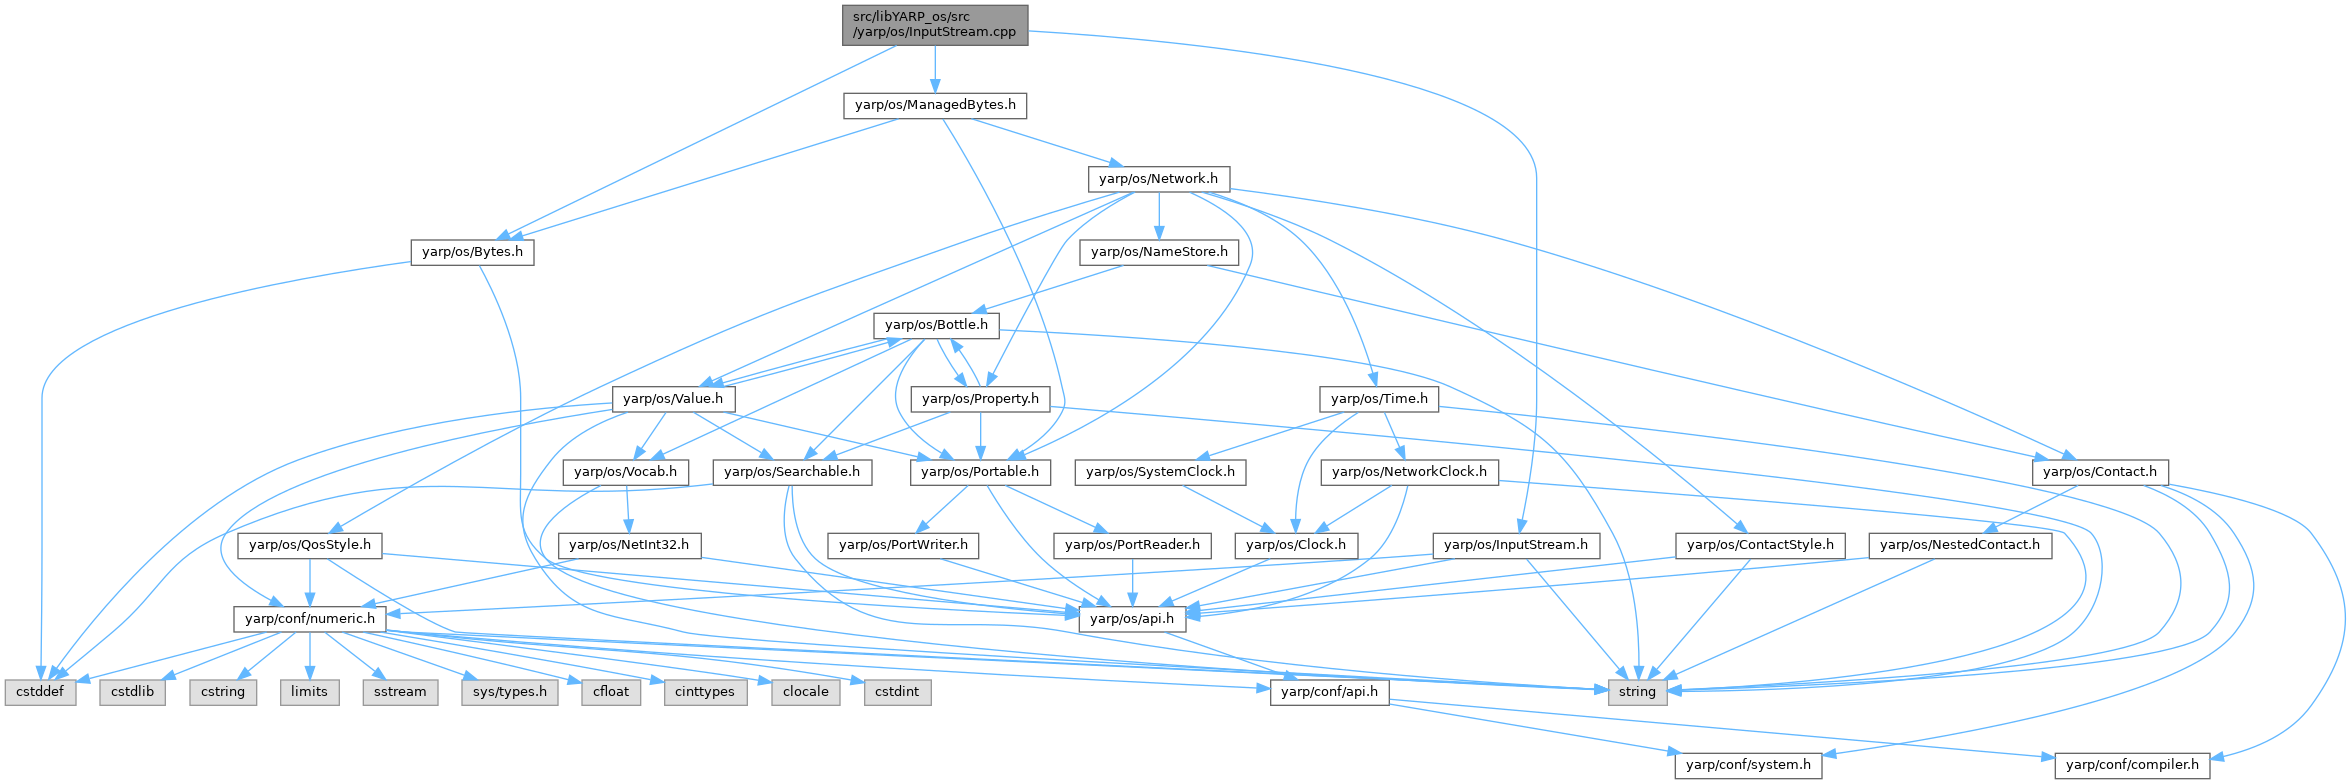 src/libYARP_os/src
/yarp/os/InputStream.cpp
yarp/os/ManagedBytes.h
yarp/os/Network.h
yarp/os/Bytes.h
yarp/os/NameStore.h
yarp/os/Bottle.h
yarp/os/Value.h
yarp/os/Property.h
yarp/os/Time.h
yarp/os/Vocab.h
yarp/os/Searchable.h
yarp/os/Portable.h
yarp/os/SystemClock.h
yarp/os/NetworkClock.h
yarp/os/Contact.h
yarp/os/QosStyle.h
yarp/os/NetInt32.h
yarp/os/PortWriter.h
yarp/os/PortReader.h
yarp/os/Clock.h
yarp/os/InputStream.h
yarp/os/ContactStyle.h
yarp/os/NestedContact.h
yarp/conf/numeric.h
yarp/os/api.h
cstddef
cstdlib
cstring
limits
sstream
sys/types.h
cfloat
cinttypes
clocale
cstdint
yarp/conf/api.h
string
yarp/conf/system.h
yarp/conf/compiler.h